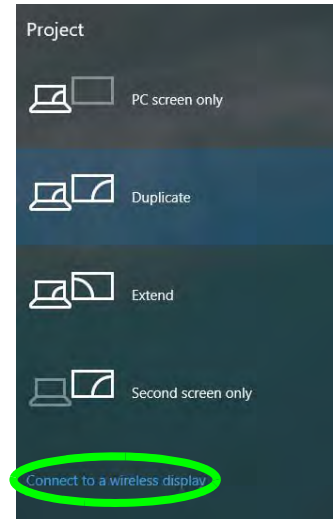 Project
PC screen only
Duplicate
Extend
Second screen only
Connect to a wireless display